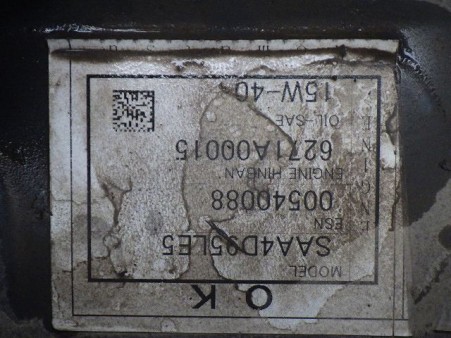 O.K
MODEL
SAA4D95LE5
ESN
00540088
ENGINE HINBAN
6271A00015
OIL-SAE
15W-40